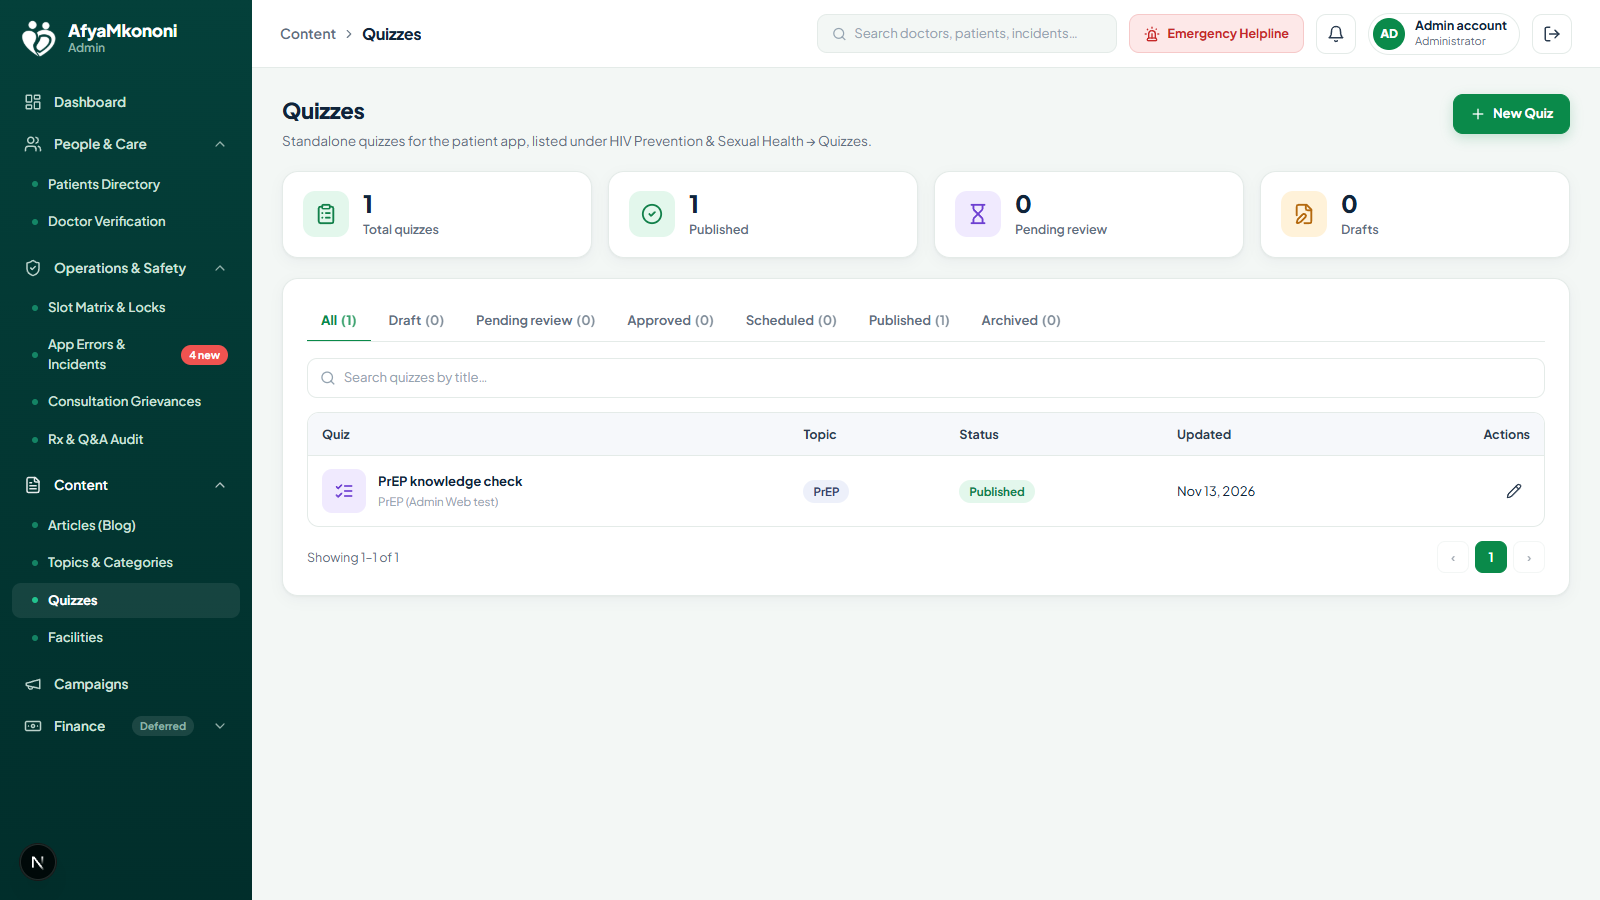 AfyaMkononi
Admin
Dashboard
People & Care
Patients Directory
Doctor Verification
Operations & Safety
Slot Matrix & Locks
App Errors &
Incidents
4 new
Consultation Grievances
Rx & Q&A Audit
Content
Articles (Blog)
Topics & Categories
Quizzes
Facilities
Campaigns
Finance
Deferred
N
Content > Quizzes
Search doctors, patients, incidents...
Emergency Helpline
AD
Admin account
Administrator
Quizzes
Standalone quizzes for the patient app, listed under HIV Prevention & Sexual Health → Quizzes.
+ New Quiz
1
Total quizzes
1
Published
0
Pending review
0
Drafts
All (1)
Draft (0)
Pending review (0)
Approved (0)
Scheduled (0)
Published (1)
Archived (0)
Search quizzes by title...
Quiz
Topic
Status
Updated
Actions
PrEP knowledge check
PrEP (Admin Web test)
PrEP
Published
Nov 13, 2026
Showing 1–1 of 1
‹
1
›